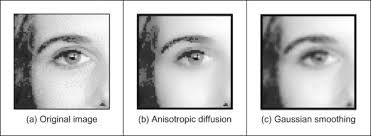 (a) Original image
(b) Anisotropic diffusion
(c) Gaussian smoothing